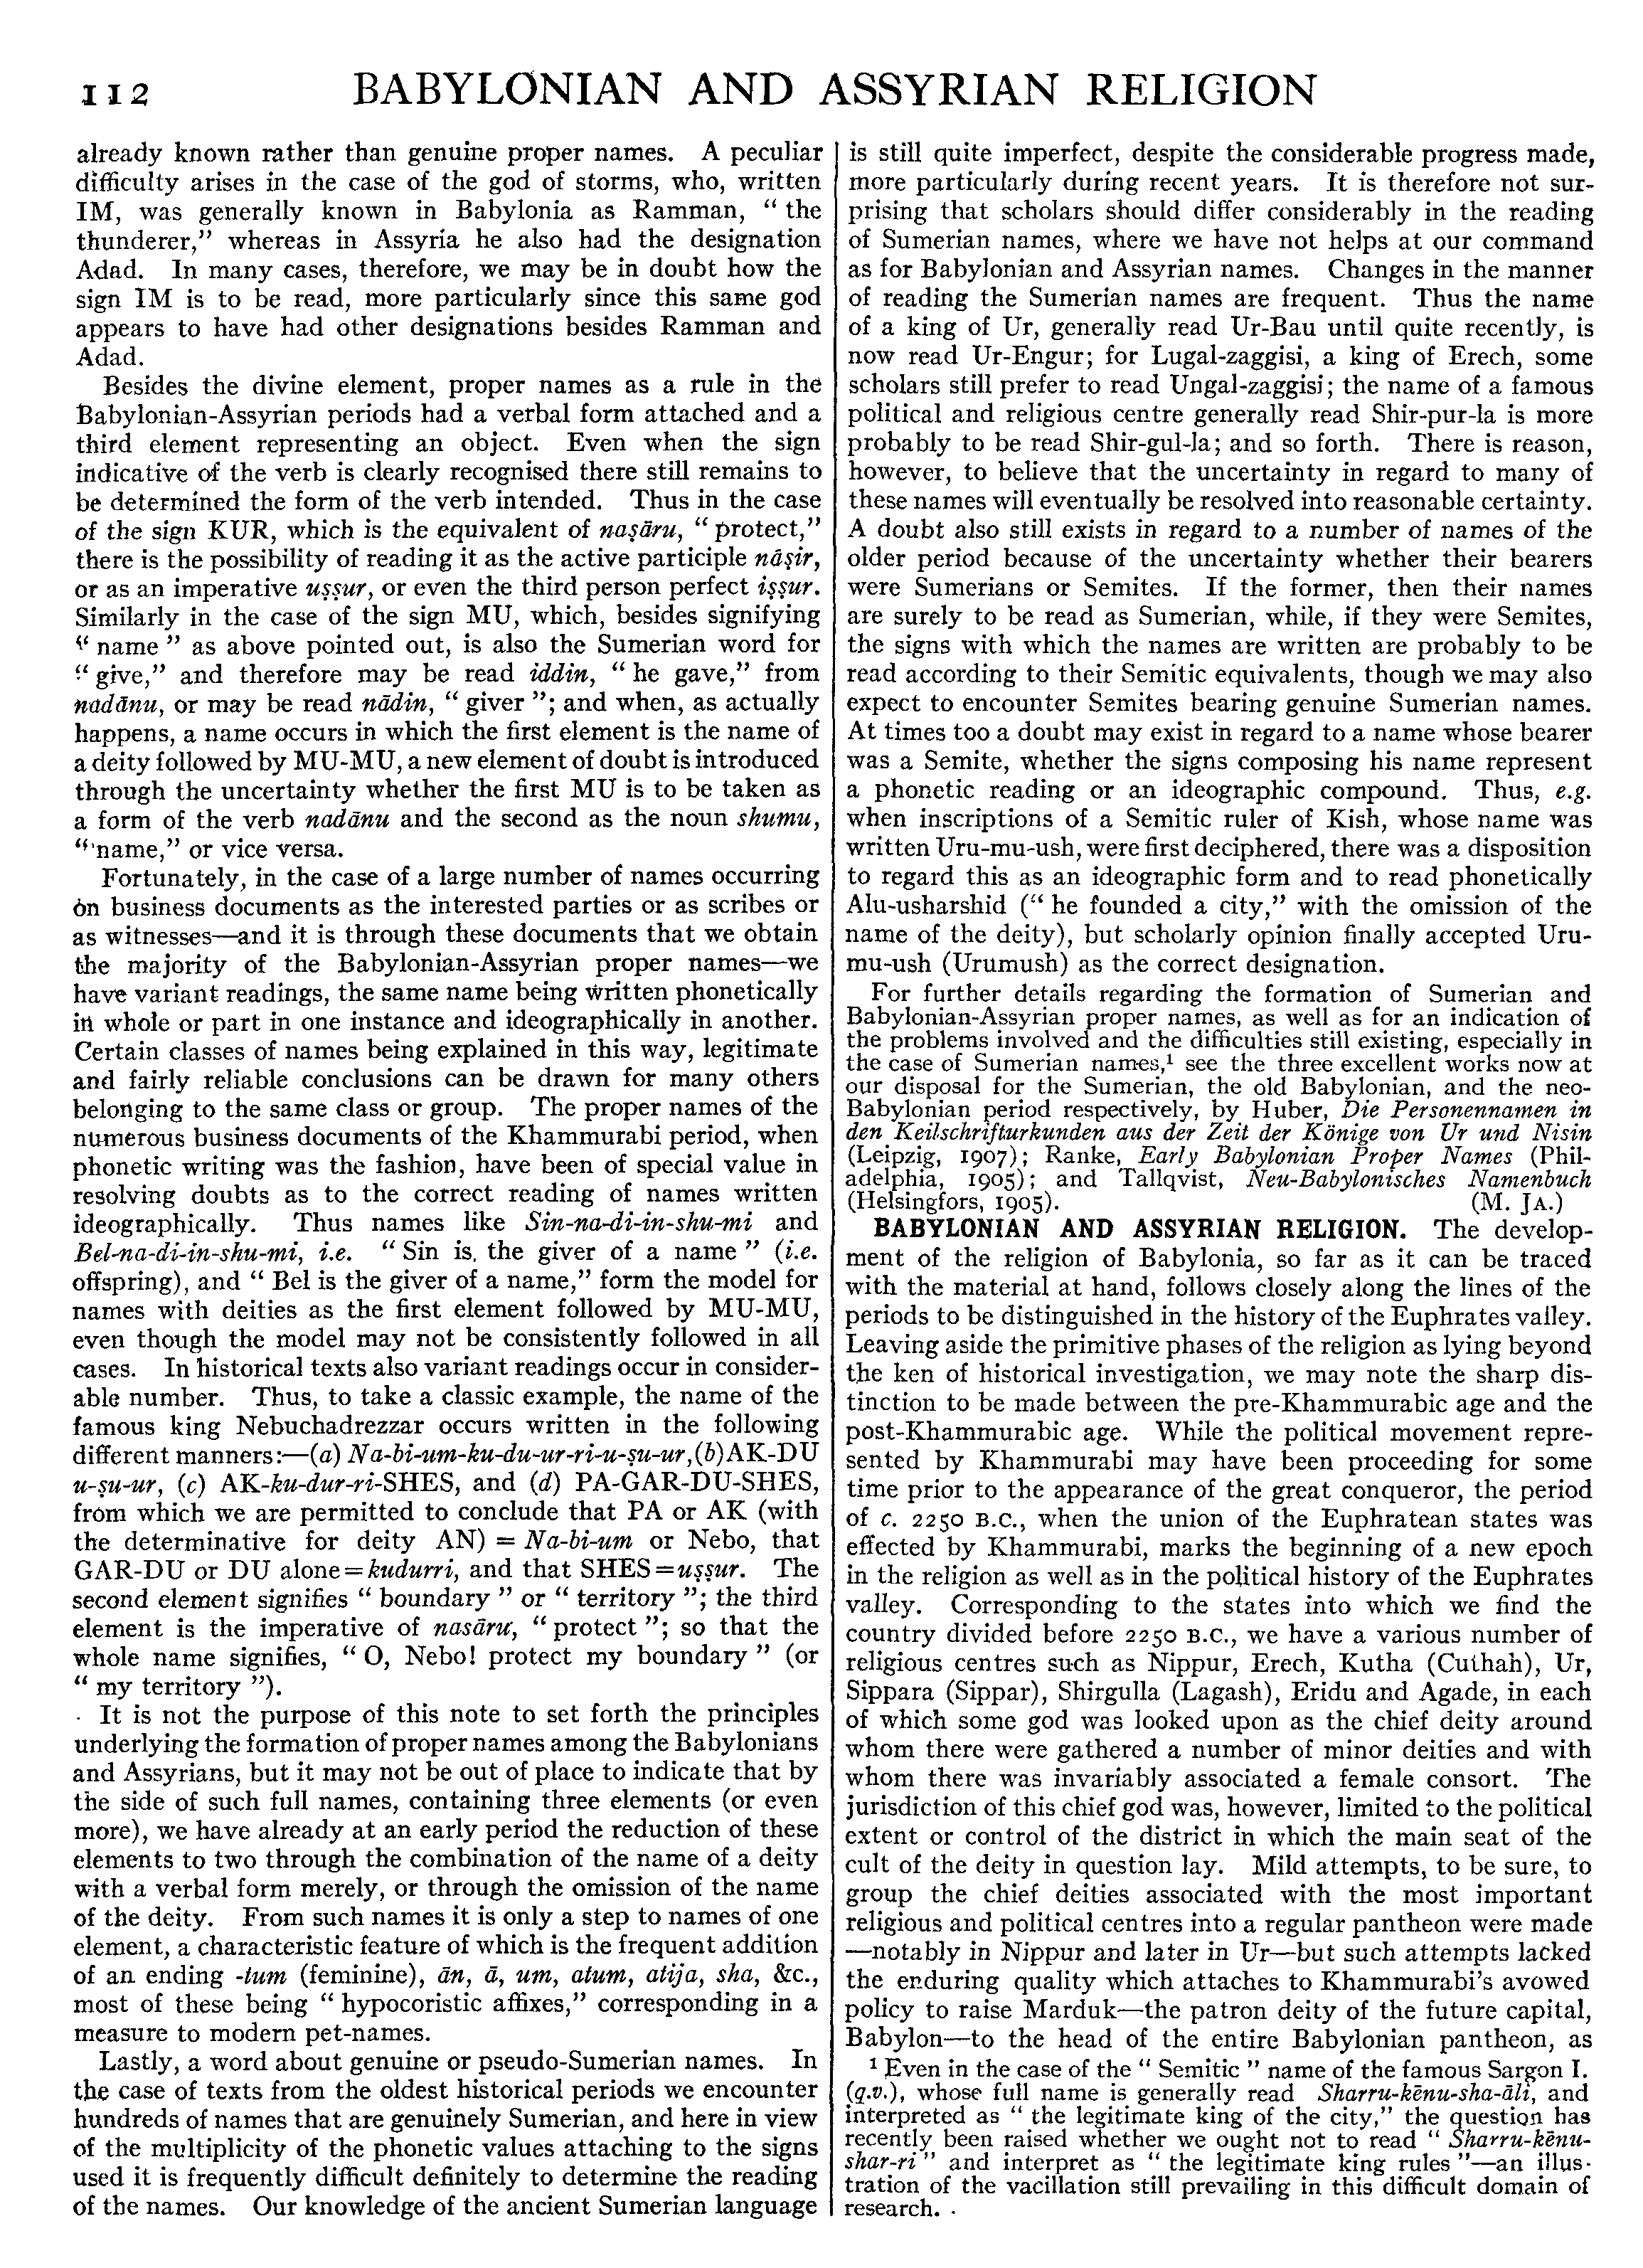 112 BABYLONIAN AND ASSYRIAN RELIGION
already known rather than genuine proper names. A peculiar
difficulty arises in the case of the god of storms, who, written
IM, was generally known in Babylonia as Ramman, “ the
thunderer,” whereas in Assyria he also had the designation
Adad. In many cases, therefore, we may be in doubt how the
sign IM is to be read, more particularly since this same god
appears to have had other designations besides Ramman and
Adad.
Besides the divine element, proper names as a rule in the
Babylonian-Assyrian periods had a verbal form attached and a
third element representing an object. Even when the sign
indicative of the verb is clearly recognised there still remains to
be determined the form of the verb intended. Thus in the case
of the sign KUR, which is the equivalent of naṣāru, “ protect,”
there is the possibility of reading it as the active participle nâṣir,
or as an imperative uṣṣur, or even the third person perfect iṣṣur.
Similarly in the case of the sign MU, which, besides signifying
“ name ” as above pointed out, is also the Sumerian word for
“ give,” and therefore may be read iddin, “ he gave,” from
nadānu, or may be read nādin, “ giver ”; and when, as actually
happens, a name occurs in which the first element is the name of
a deity followed by MU-MU, a new element of doubt is introduced
through the uncertainty whether the first MU is to be taken as
a form of the verb nadānu and the second as the noun shumu,
“name,” or vice versa.
Fortunately, in the case of a large number of names occurring
on business documents as the interested parties or as scribes or
as witnesses—and it is through these documents that we obtain
the majority of the Babylonian-Assyrian proper names—we
have variant readings, the same name being written phonetically
in whole or part in one instance and ideographically in another.
Certain classes of names being explained in this way, legitimate
and fairly reliable conclusions can be drawn for many others
belonging to the same class or group. The proper names of the
numerous business documents of the Khammurabi period, when
phonetic writing was the fashion, have been of special value in
resolving doubts as to the correct reading of names written
ideographically. Thus names like Sin-na-di-in-shu-mi and
Bel-na-di-in-shu-mi, i.e. “ Sin is the giver of a name ” (i.e.
offspring), and “ Bel is the giver of a name,” form the model for
names with deities as the first element followed by MU-MU,
even though the model may not be consistently followed in all
cases. In historical texts also variant readings occur in consider-
able number. Thus, to take a classic example, the name of the
famous king Nebuchadrezzar occurs written in the following
different manners:—(a) Na-bi-um-ku-du-ur-ri-u-ṣu-ur, (b) AK-DU
u-ṣu-ur, (c) AK-ku-dur-ri-SHES, and (d) PA-GAR-DU-SHES,
from which we are permitted to conclude that PA or AK (with
the determinative for deity AN) = Na-bi-um or Nebo, that
GAR-DU or DU alone = kudurri, and that SHES = uṣṣur. The
second element signifies “ boundary ” or “ territory ”; the third
element is the imperative of nasāru, “ protect ”; so that the
whole name signifies, “ O, Nebo! protect my boundary ” (or
“ my territory ”).
It is not the purpose of this note to set forth the principles
underlying the formation of proper names among the Babylonians
and Assyrians, but it may not be out of place to indicate that by
the side of such full names, containing three elements (or even
more), we have already at an early period the reduction of these
elements to two through the combination of the name of a deity
with a verbal form merely, or through the omission of the name
of the deity. From such names it is only a step to names of one
element, a characteristic feature of which is the frequent addition
of an ending -tum (feminine), ān, ā, um, atum, atija, sha, &c.,
most of these being “ hypocoristic affixes,” corresponding in a
measure to modern pet-names.
Lastly, a word about genuine or pseudo-Sumerian names. In
the case of texts from the oldest historical periods we encounter
hundreds of names that are genuinely Sumerian, and here in view
of the multiplicity of the phonetic values attaching to the signs
used it is frequently difficult definitely to determine the reading
of the names. Our knowledge of the ancient Sumerian language
is still quite imperfect, despite the considerable progress made,
more particularly during recent years. It is therefore not sur-
prising that scholars should differ considerably in the reading
of Sumerian names, where we have not helps at our command
as for Babylonian and Assyrian names. Changes in the manner
of reading the Sumerian names are frequent. Thus the name
of a king of Ur, generally read Ur-Bau until quite recently, is
now read Ur-Engur; for Lugal-zaggisi, a king of Erech, some
scholars still prefer to read Ungal-zaggisi; the name of a famous
political and religious centre generally read Shir-pur-la is more
probably to be read Shir-gul-la; and so forth. There is reason,
however, to believe that the uncertainty in regard to many of
these names will eventually be resolved into reasonable certainty.
A doubt also still exists in regard to a number of names of the
older period because of the uncertainty whether their bearers
were Sumerians or Semites. If the former, then their names
are surely to be read as Sumerian, while, if they were Semites,
the signs with which the names are written are probably to be
read according to their Semitic equivalents, though we may also
expect to encounter Semites bearing genuine Sumerian names.
At times too a doubt may exist in regard to a name whose bearer
was a Semite, whether the signs composing his name represent
a phonetic reading or an ideographic compound. Thus, e.g.
when inscriptions of a Semitic ruler of Kish, whose name was
written Uru-mu-ush, were first deciphered, there was a disposition
to regard this as an ideographic form and to read phonetically
Alu-usharshid (“ he founded a city,” with the omission of the
name of the deity), but scholarly opinion finally accepted Uru-
mu-ush (Urumush) as the correct designation.
For further details regarding the formation of Sumerian and
Babylonian-Assyrian proper names, as well as for an indication of
the problems involved and the difficulties still existing, especially in
the case of Sumerian names,¹ see the three excellent works now at
our disposal for the Sumerian, the old Babylonian, and the neo-
Babylonian period respectively, by Huber, Die Personennamen in
den Keilschrifturkunden aus der Zeit der Könige von Ur und Nisin
(Leipzig, 1907); Ranke, Early Babylonian Proper Names (Phil-
adelphia, 1905); and Tallqvist, Neu-Babylonisches Namenbuch
(Helsingfors, 1905). (M. JA.)
BABYLONIAN AND ASSYRIAN RELIGION. The develop-
ment of the religion of Babylonia, so far as it can be traced
with the material at hand, follows closely along the lines of the
periods to be distinguished in the history of the Euphrates valley.
Leaving aside the primitive phases of the religion as lying beyond
the ken of historical investigation, we may note the sharp dis-
tinction to be made between the pre-Khammurabic age and the
post-Khammurabic age. While the political movement repre-
sented by Khammurabi may have been proceeding for some
time prior to the appearance of the great conqueror, the period
of c. 2250 B.C., when the union of the Euphratean states was
effected by Khammurabi, marks the beginning of a new epoch
in the religion as well as in the political history of the Euphrates
valley. Corresponding to the states into which we find the
country divided before 2250 B.C., we have a various number of
religious centres such as Nippur, Erech, Kutha (Cuthah), Ur,
Sippara (Sippar), Shirgulla (Lagash), Eridu and Agade, in each
of which some god was looked upon as the chief deity around
whom there were gathered a number of minor deities and with
whom there was invariably associated a female consort. The
jurisdiction of this chief god was, however, limited to the political
extent or control of the district in which the main seat of the
cult of the deity in question lay. Mild attempts, to be sure, to
group the chief deities associated with the most important
religious and political centres into a regular pantheon were made
—notably in Nippur and later in Ur—but such attempts lacked
the enduring quality which attaches to Khammurabi’s avowed
policy to raise Marduk—the patron deity of the future capital,
Babylon—to the head of the entire Babylonian pantheon, as
¹ Even in the case of the “ Semitic ” name of the famous Sargon I.
(q.v.), whose full name is generally read Sharru-kēnu-sha-āli, and
interpreted as “ the legitimate king of the city,” the question has
recently been raised whether we ought not to read “ Sharru-kēnu-
shar-ri ” and interpret as “ the legitimate king rules ”—an illus-
tration of the vacillation still prevailing in this difficult domain of
research.